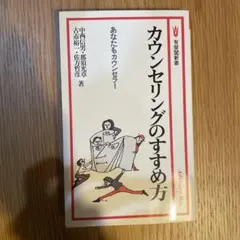 有斐閣新書
カウンセリングのすすめ方
あなたもカウンセラー
中西信男・那須光章
古市裕一・佐方哲彦 著